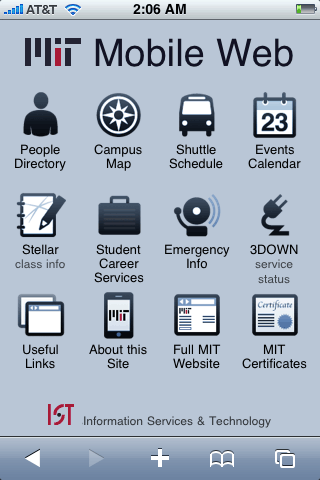 AT&T 2:06 AM
MIT Mobile Web
People Directory
Campus Map
Shuttle Schedule
23
Events Calendar
Stellar
class info
Student Career Services
Emergency Info
3DOWN
service status
Useful Links
MIT
About this Site
MIT
Full MIT Website
Certificate
MIT Certificates
IST Information Services & Technology